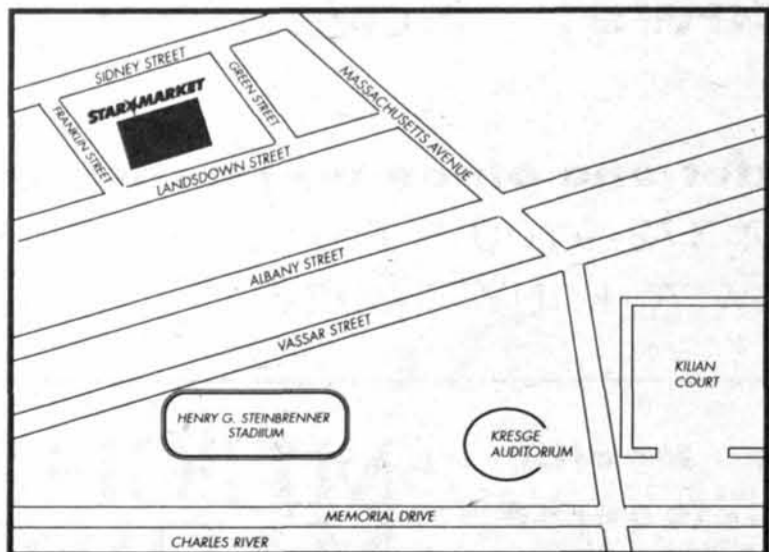 SIDNEY STREET
GREEN STREET
MASSACHUSETTS AVENUE
STAR MARKET
FRANKLIN STREET
LANDSDOWN STREET
ALBANY STREET
VASSAR STREET
KILIAN
COURT
HENRY G. STEINBRENNER
STADIIUM
KRESGE
AUDITORIUM
MEMORIAL DRIVE
CHARLES RIVER